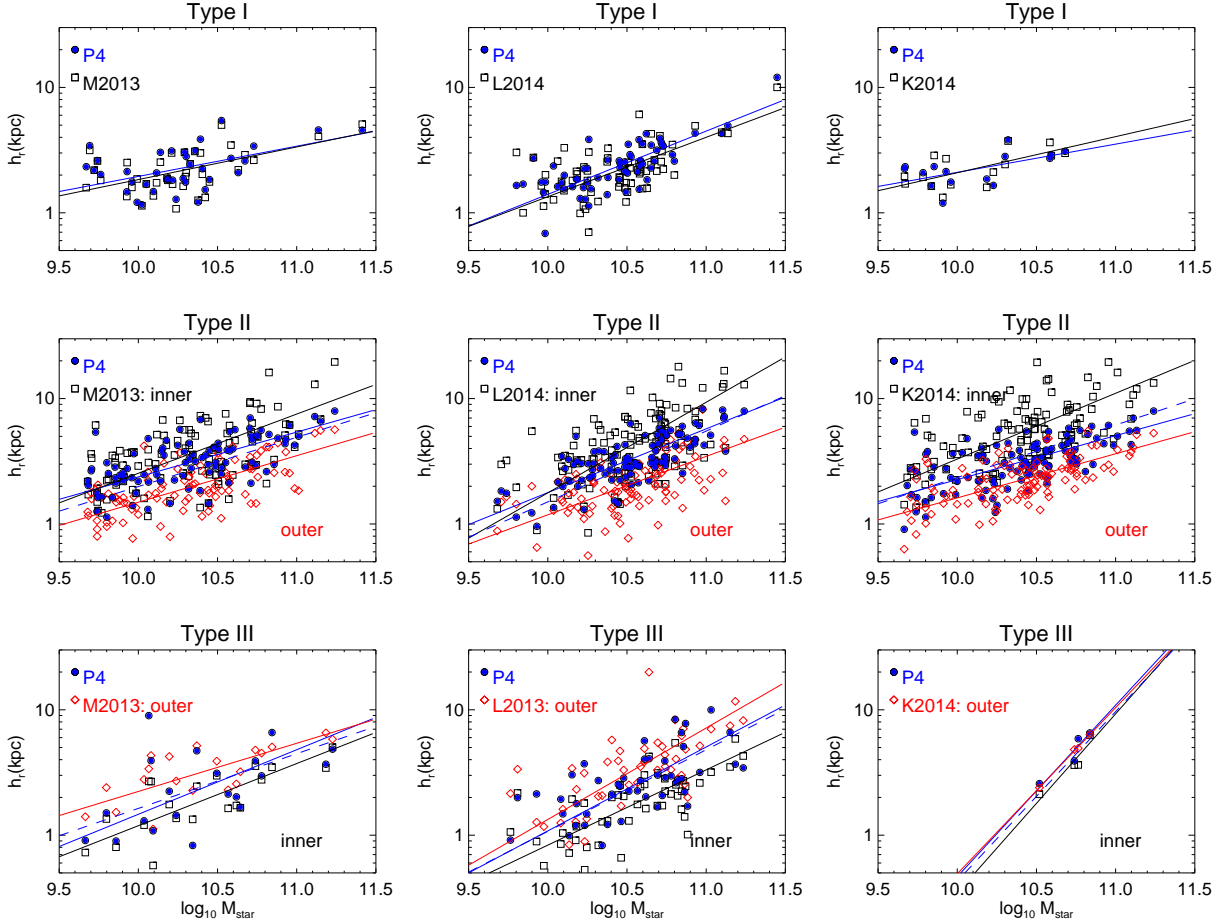 Type I
P4
M2013
10
1
h_r(kpc)
9.5 10.0 10.5 11.0 11.5
Type I
P4
L2014
10
1
h_r(kpc)
9.5 10.0 10.5 11.0 11.5
Type I
P4
K2014
10
1
h_r(kpc)
9.5 10.0 10.5 11.0 11.5
Type II
P4
M2013: inner
10
1
h_r(kpc)
outer
9.5 10.0 10.5 11.0 11.5
Type II
P4
L2014: inner
10
1
h_r(kpc)
outer
9.5 10.0 10.5 11.0 11.5
Type II
P4
K2014: inner
10
1
h_r(kpc)
outer
9.5 10.0 10.5 11.0 11.5
Type III
P4
M2013: outer
10
1
h_r(kpc)
inner
9.5 10.0 10.5 11.0 11.5
log10 Mstar
Type III
P4
L2013: outer
10
1
h_r(kpc)
inner
9.5 10.0 10.5 11.0 11.5
log10 Mstar
Type III
P4
K2014: outer
10
1
h_r(kpc)
inner
9.5 10.0 10.5 11.0 11.5
log10 Mstar